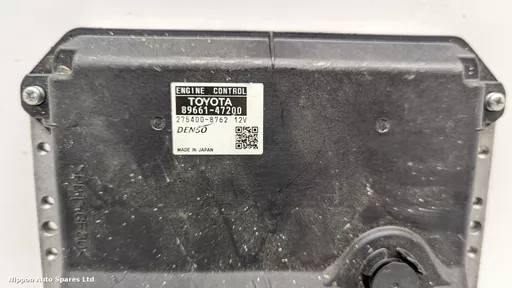 ENGINE CONTROL
TOYOTA
89661-47200
275400-8762 12V
DENSO
MADE IN JAPAN
Nippon Auto Spares Ltd